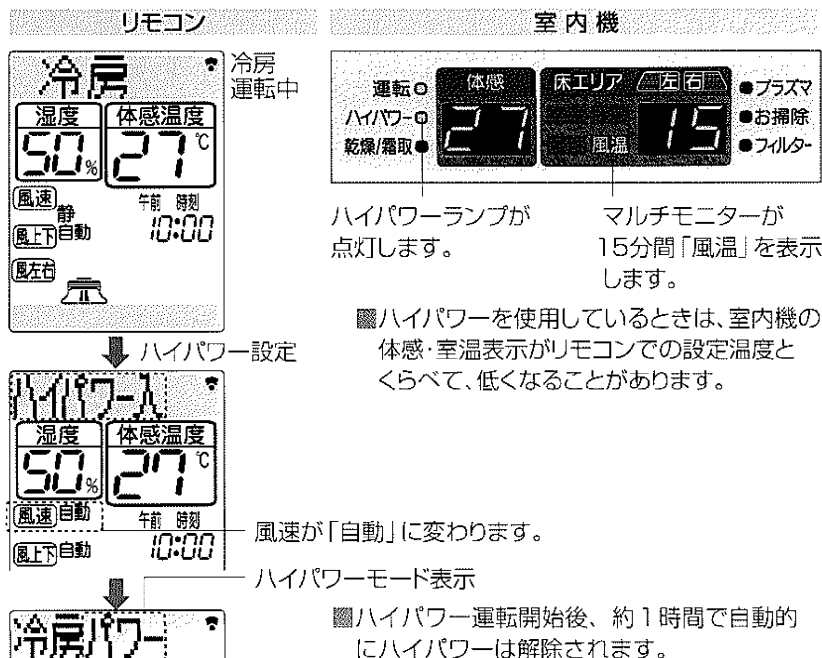 リモコン
冷房
冷房
運転中
湿度
体感温度
50%
27℃
風速
静
風上下
自動
午前 時刻
10:00
風左右
ハイパワー設定
ハイパワー入
湿度
体感温度
50%
27℃
風速
自動
風上下
自動
午前 時刻
10:00
風速が「自動」に変わります。
ハイパワーモード表示
冷房パワー
室内機
運転
ハイパワー
乾燥/霜取
体感
27
床エリア
左右
風温
15
プラズマ
お掃除
フィルター
ハイパワーランプが
点灯します。
マルチモニターが
15分間「風温」を表示
します。
■ハイパワーを使用しているときは、室内機の
体感・室温表示がリモコンでの設定温度と
くらべて、低くなることがあります。
■ハイパワー運転開始後、約1時間で自動的
にハイパワーは解除されます。